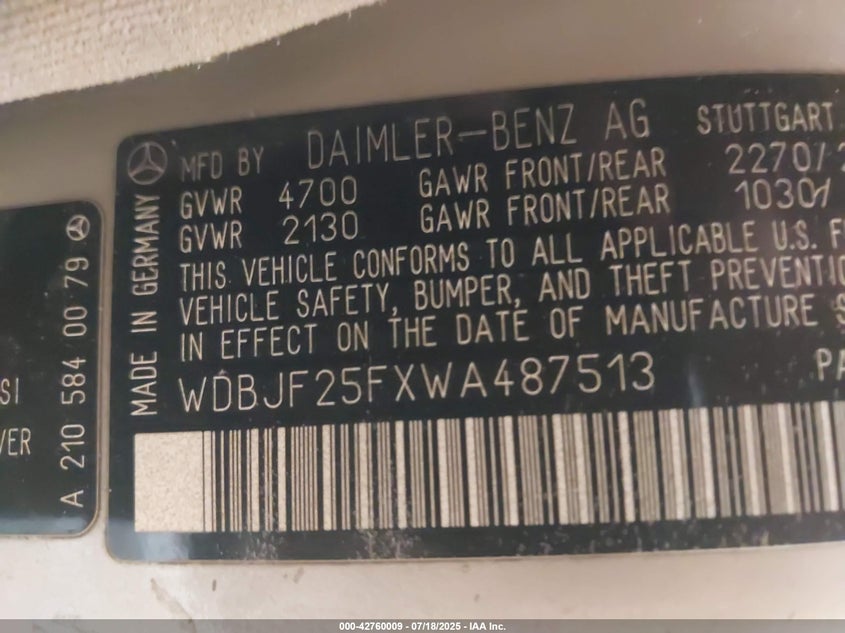 MFD BY DAIMLER-BENZ AG STUTTGART
GVWR 4700 GAWR FRONT/REAR 2270/
GVWR 2130 GAWR FRONT/REAR 1030/
THIS VEHICLE CONFORMS TO ALL APPLICABLE U.S.
VEHICLE SAFETY, BUMPER, AND THEFT
IN EFFECT ON THE DATE OF MANUFACTURE
WDBJF25FXWA487513
MADE IN GERMANY
A 210 584 00 79
000-42760009 - 07/18/2025 - IAA Inc.